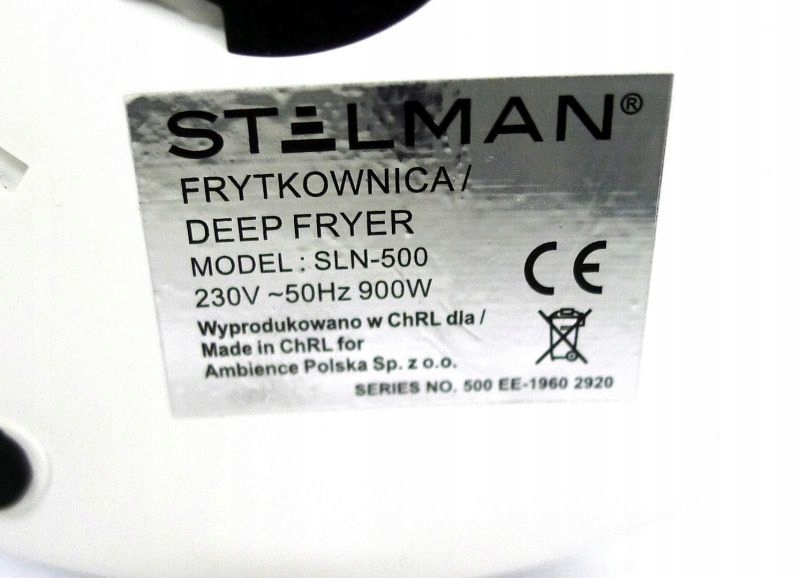 STELMAN®
FRYTKOWNICA/
DEEP FRYER
MODEL : SLN-500
230V ~50Hz 900W
CE
Wyprodukowano w ChRL dla /
Made in ChRL for
Ambience Polska Sp. z o.o.
SERIES NO. 500 EE-1960 2920